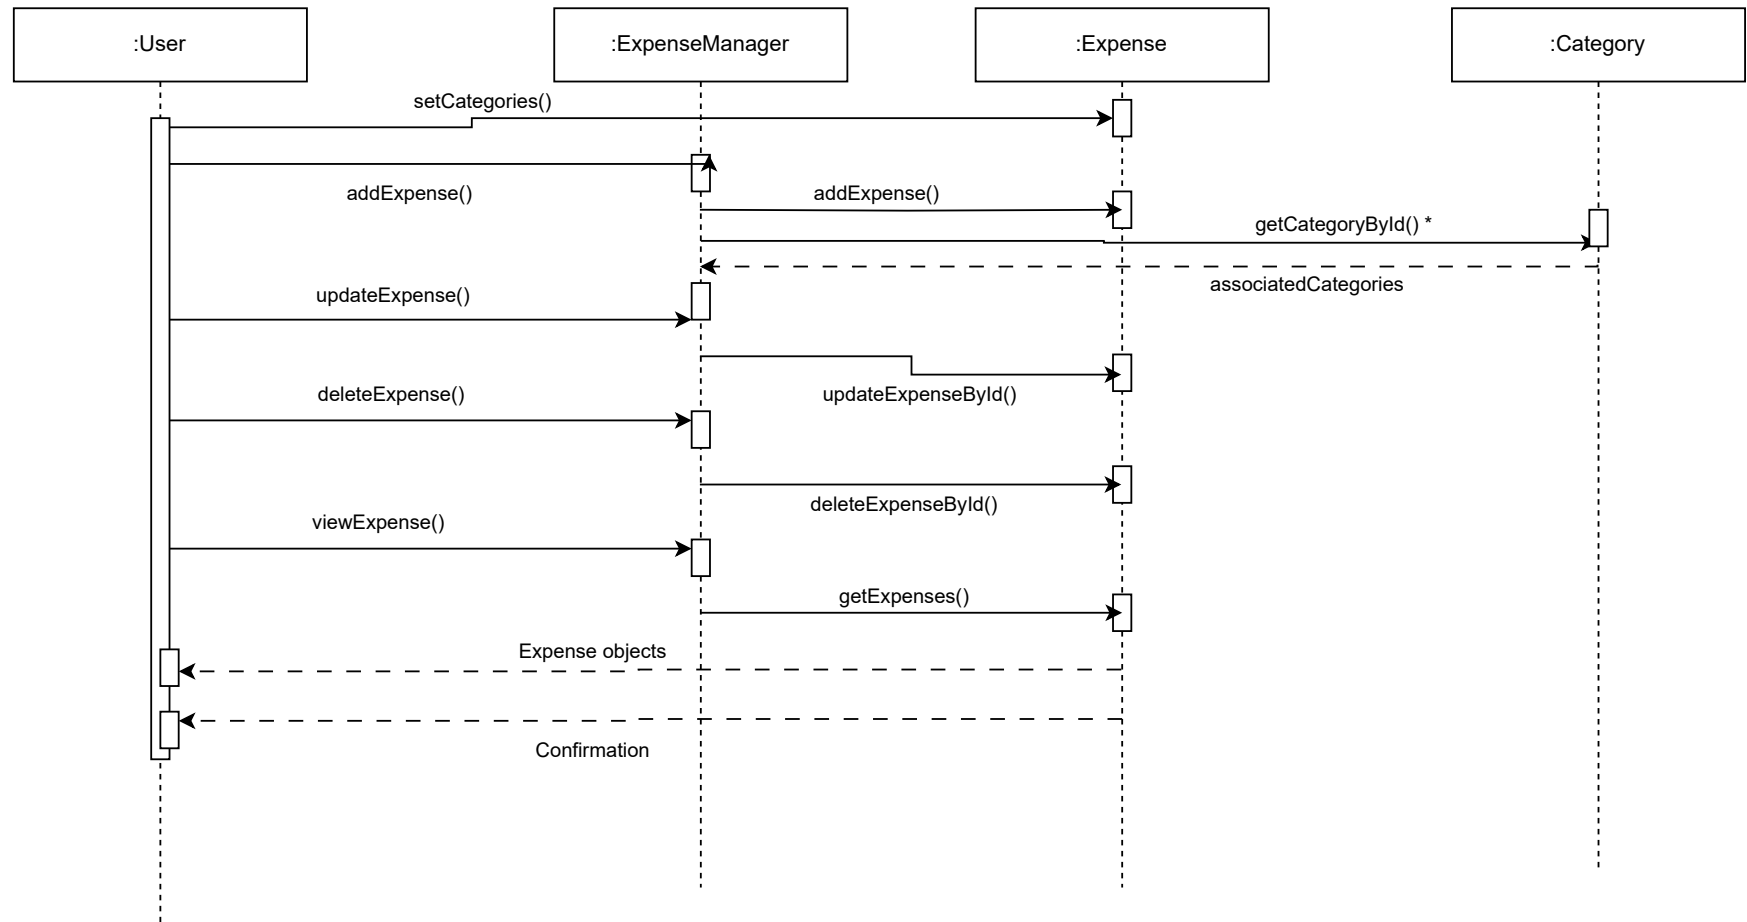 :User
:ExpenseManager
:Expense
:Category
setCategories()
addExpense()
addExpense()
getCategoryById() *
associatedCategories
updateExpense()
deleteExpense()
updateExpenseById()
deleteExpenseById()
viewExpense()
getExpenses()
Expense objects
Confirmation